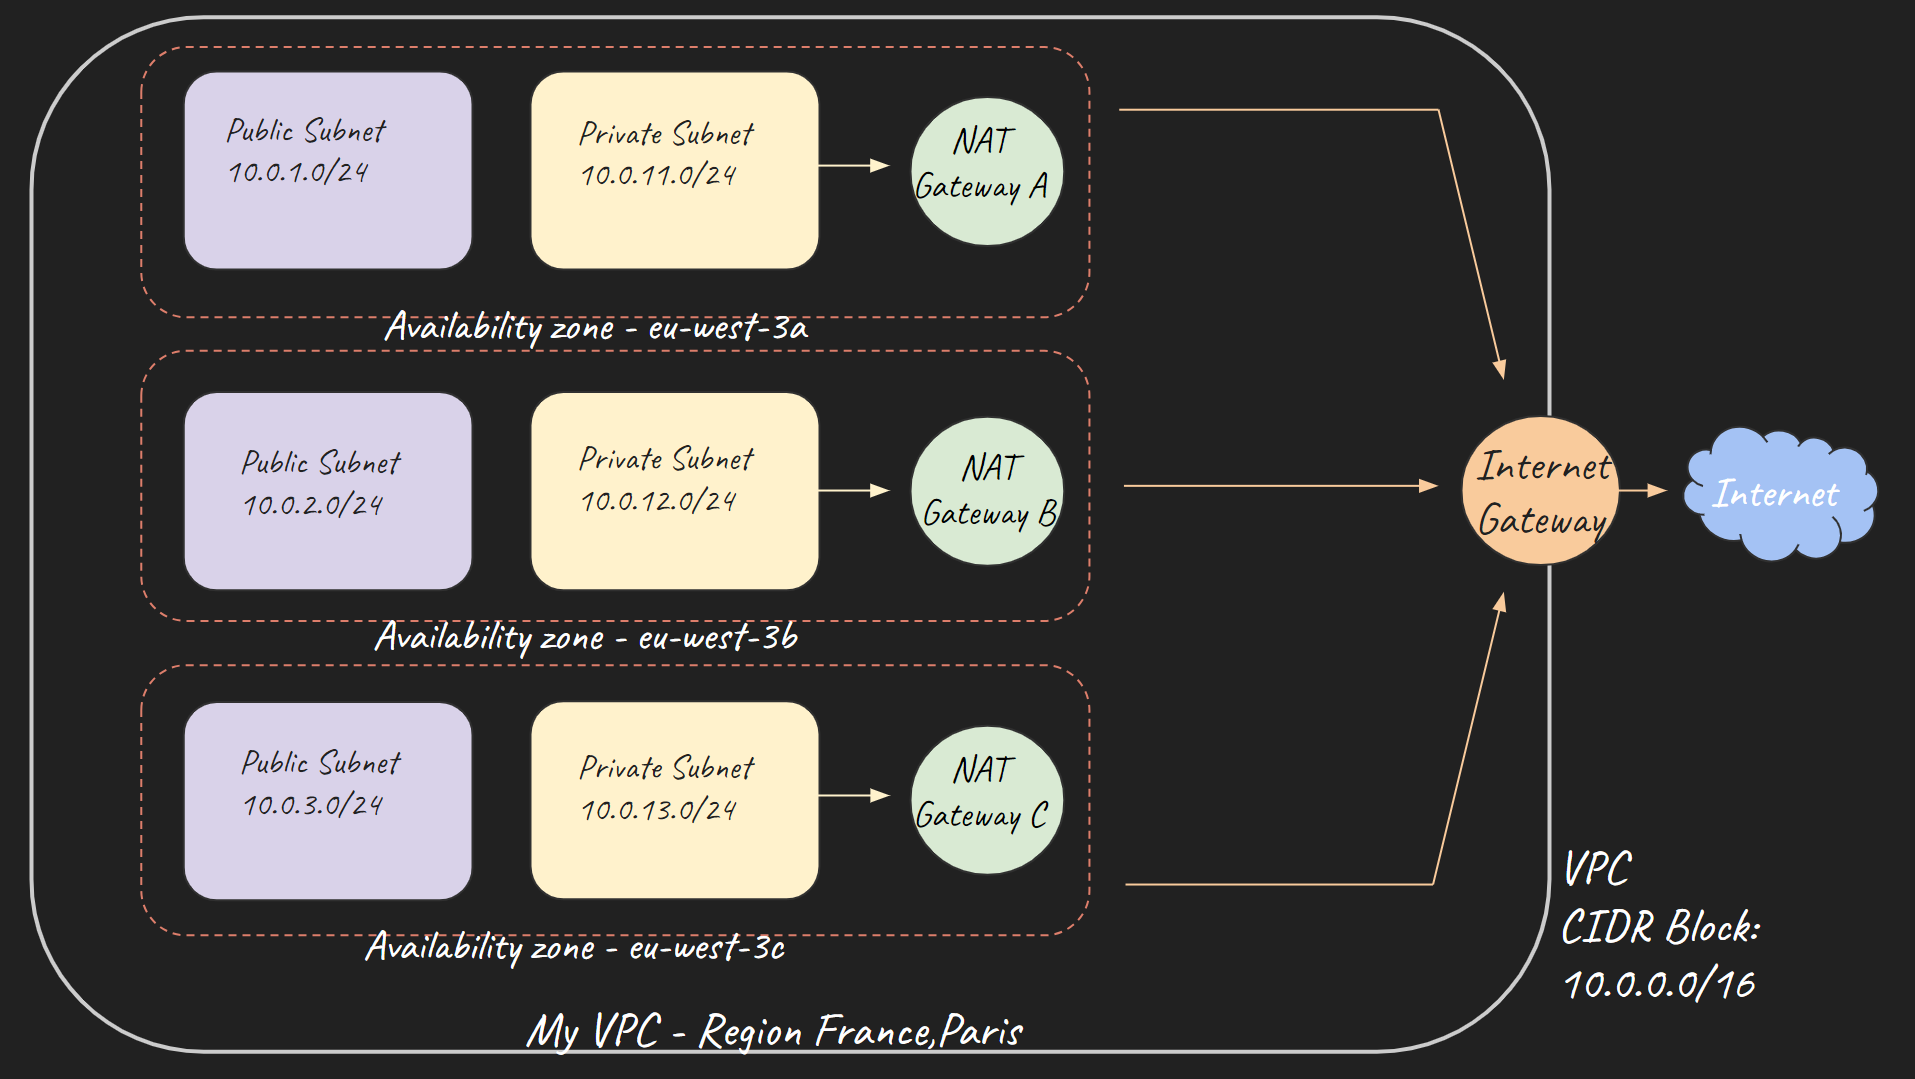 Public Subnet
10.0.1.0/24
Private Subnet
10.0.11.0/24
NAT
Gateway A
Availability zone - eu-west-3a
Public Subnet
10.0.2.0/24
Private Subnet
10.0.12.0/24
NAT
Gateway B
Internet
Gateway
Internet
Availability zone - eu-west-3b
Public Subnet
10.0.3.0/24
Private Subnet
10.0.13.0/24
NAT
Gateway C
Availability zone - eu-west-3c
VPC
CIDR Block:
10.0.0.0/16
My VPC - Region France,Paris